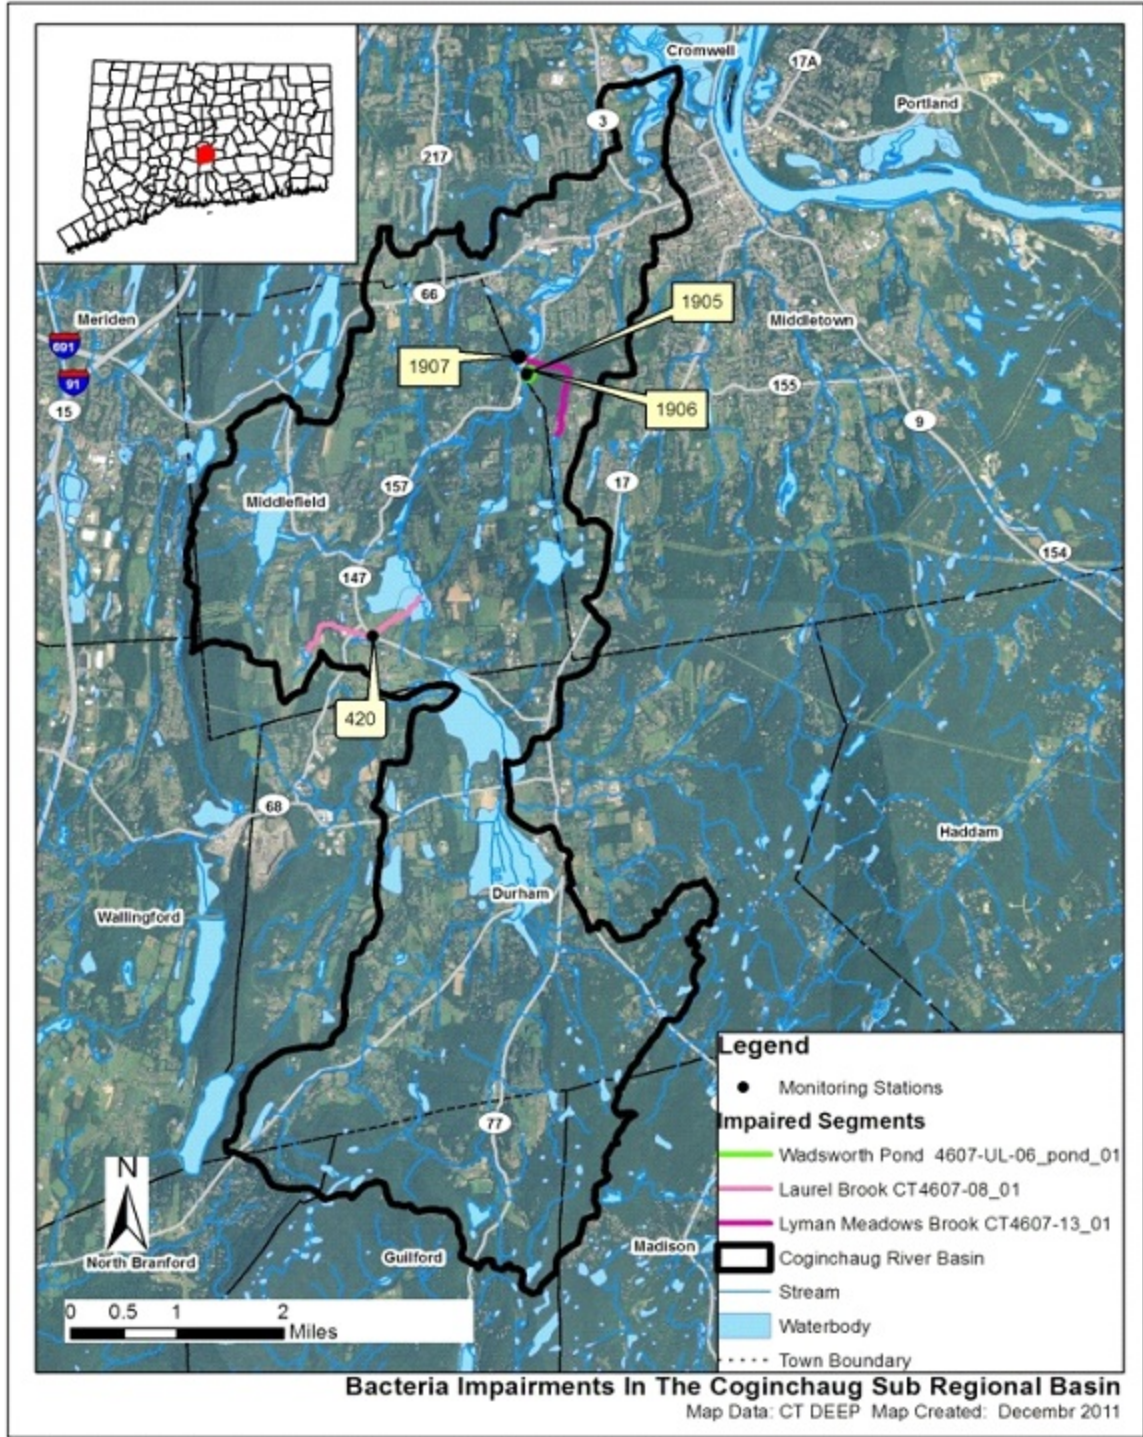 Cromwell
17A
Portland
3
217
66
1905
Meriden
Middletown
691
1907
91
155
15
1906
9
157
17
Middlefield
154
147
420
68
Haddam
Durham
Wallingford
Legend
Monitoring Stations
Impaired Segments
77
Wadsworth Pond 4607-UL-06_pond_01
N
Laurel Brook CT4607-08_01
Lyman Meadows Brook CT4607-13_01
Madison
Guilford
Coginchaug River Basin
North Branford
Stream
0 0.5 1 2
Waterbody
Miles
Town Boundary
Bacteria Impairments In The Coginchaug Sub Regional Basin
Map Data: CT DEEP Map Created: Decembr 2011